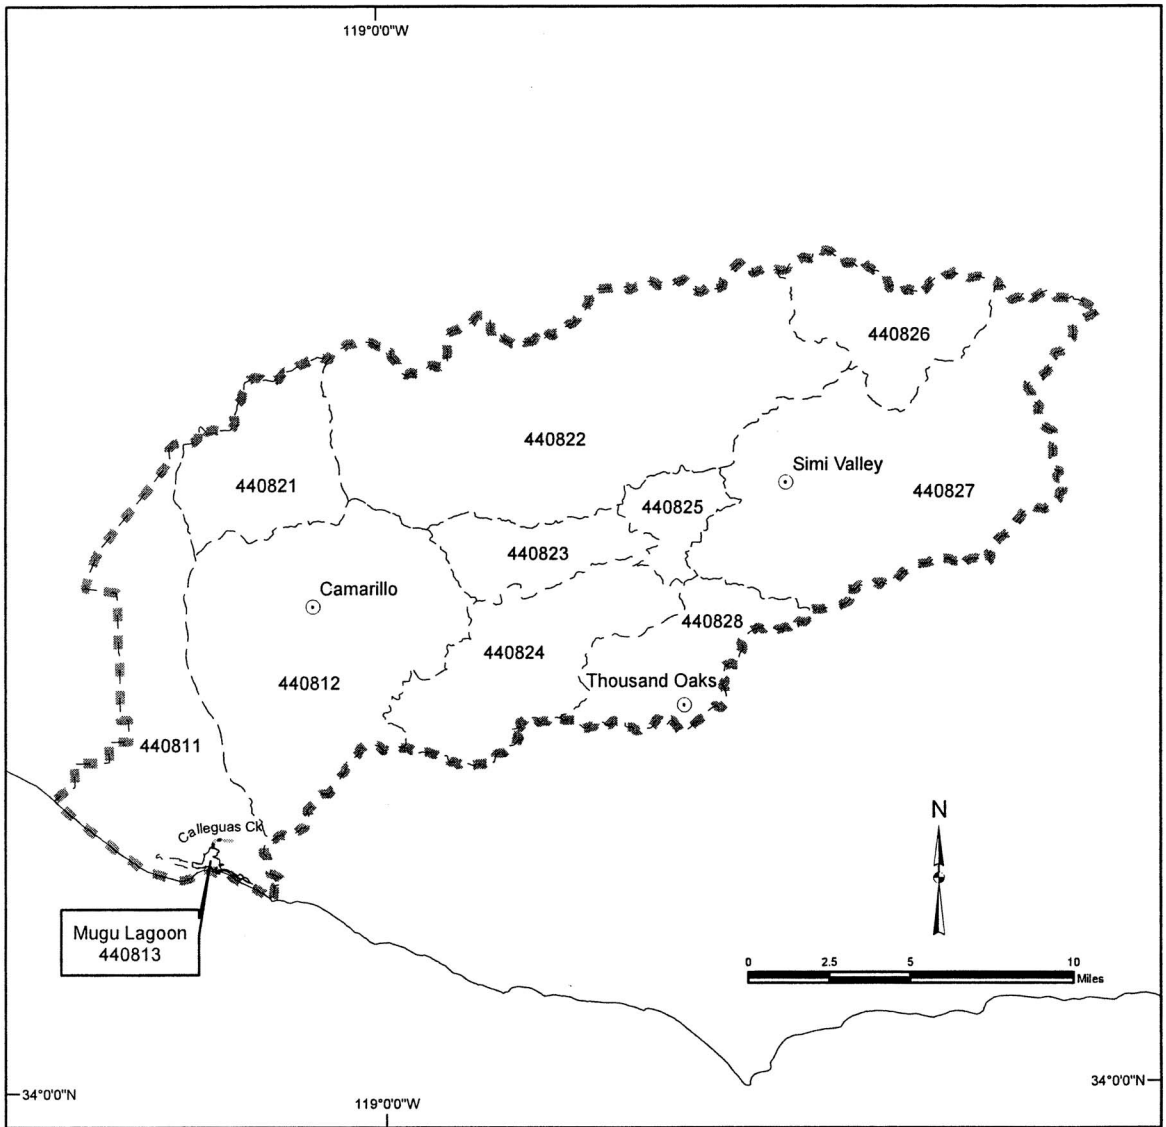 119°0'0"W
440826
440822
Simi Valley
440821
440827
440825
440823
Camarillo
440828
440824
440812
Thousand Oaks
440811
Calleguas Ck
N
Mugu Lagoon
440813
0 2.5 5 10
Miles
34°0'0"N
34°0'0"N
119°0'0"W